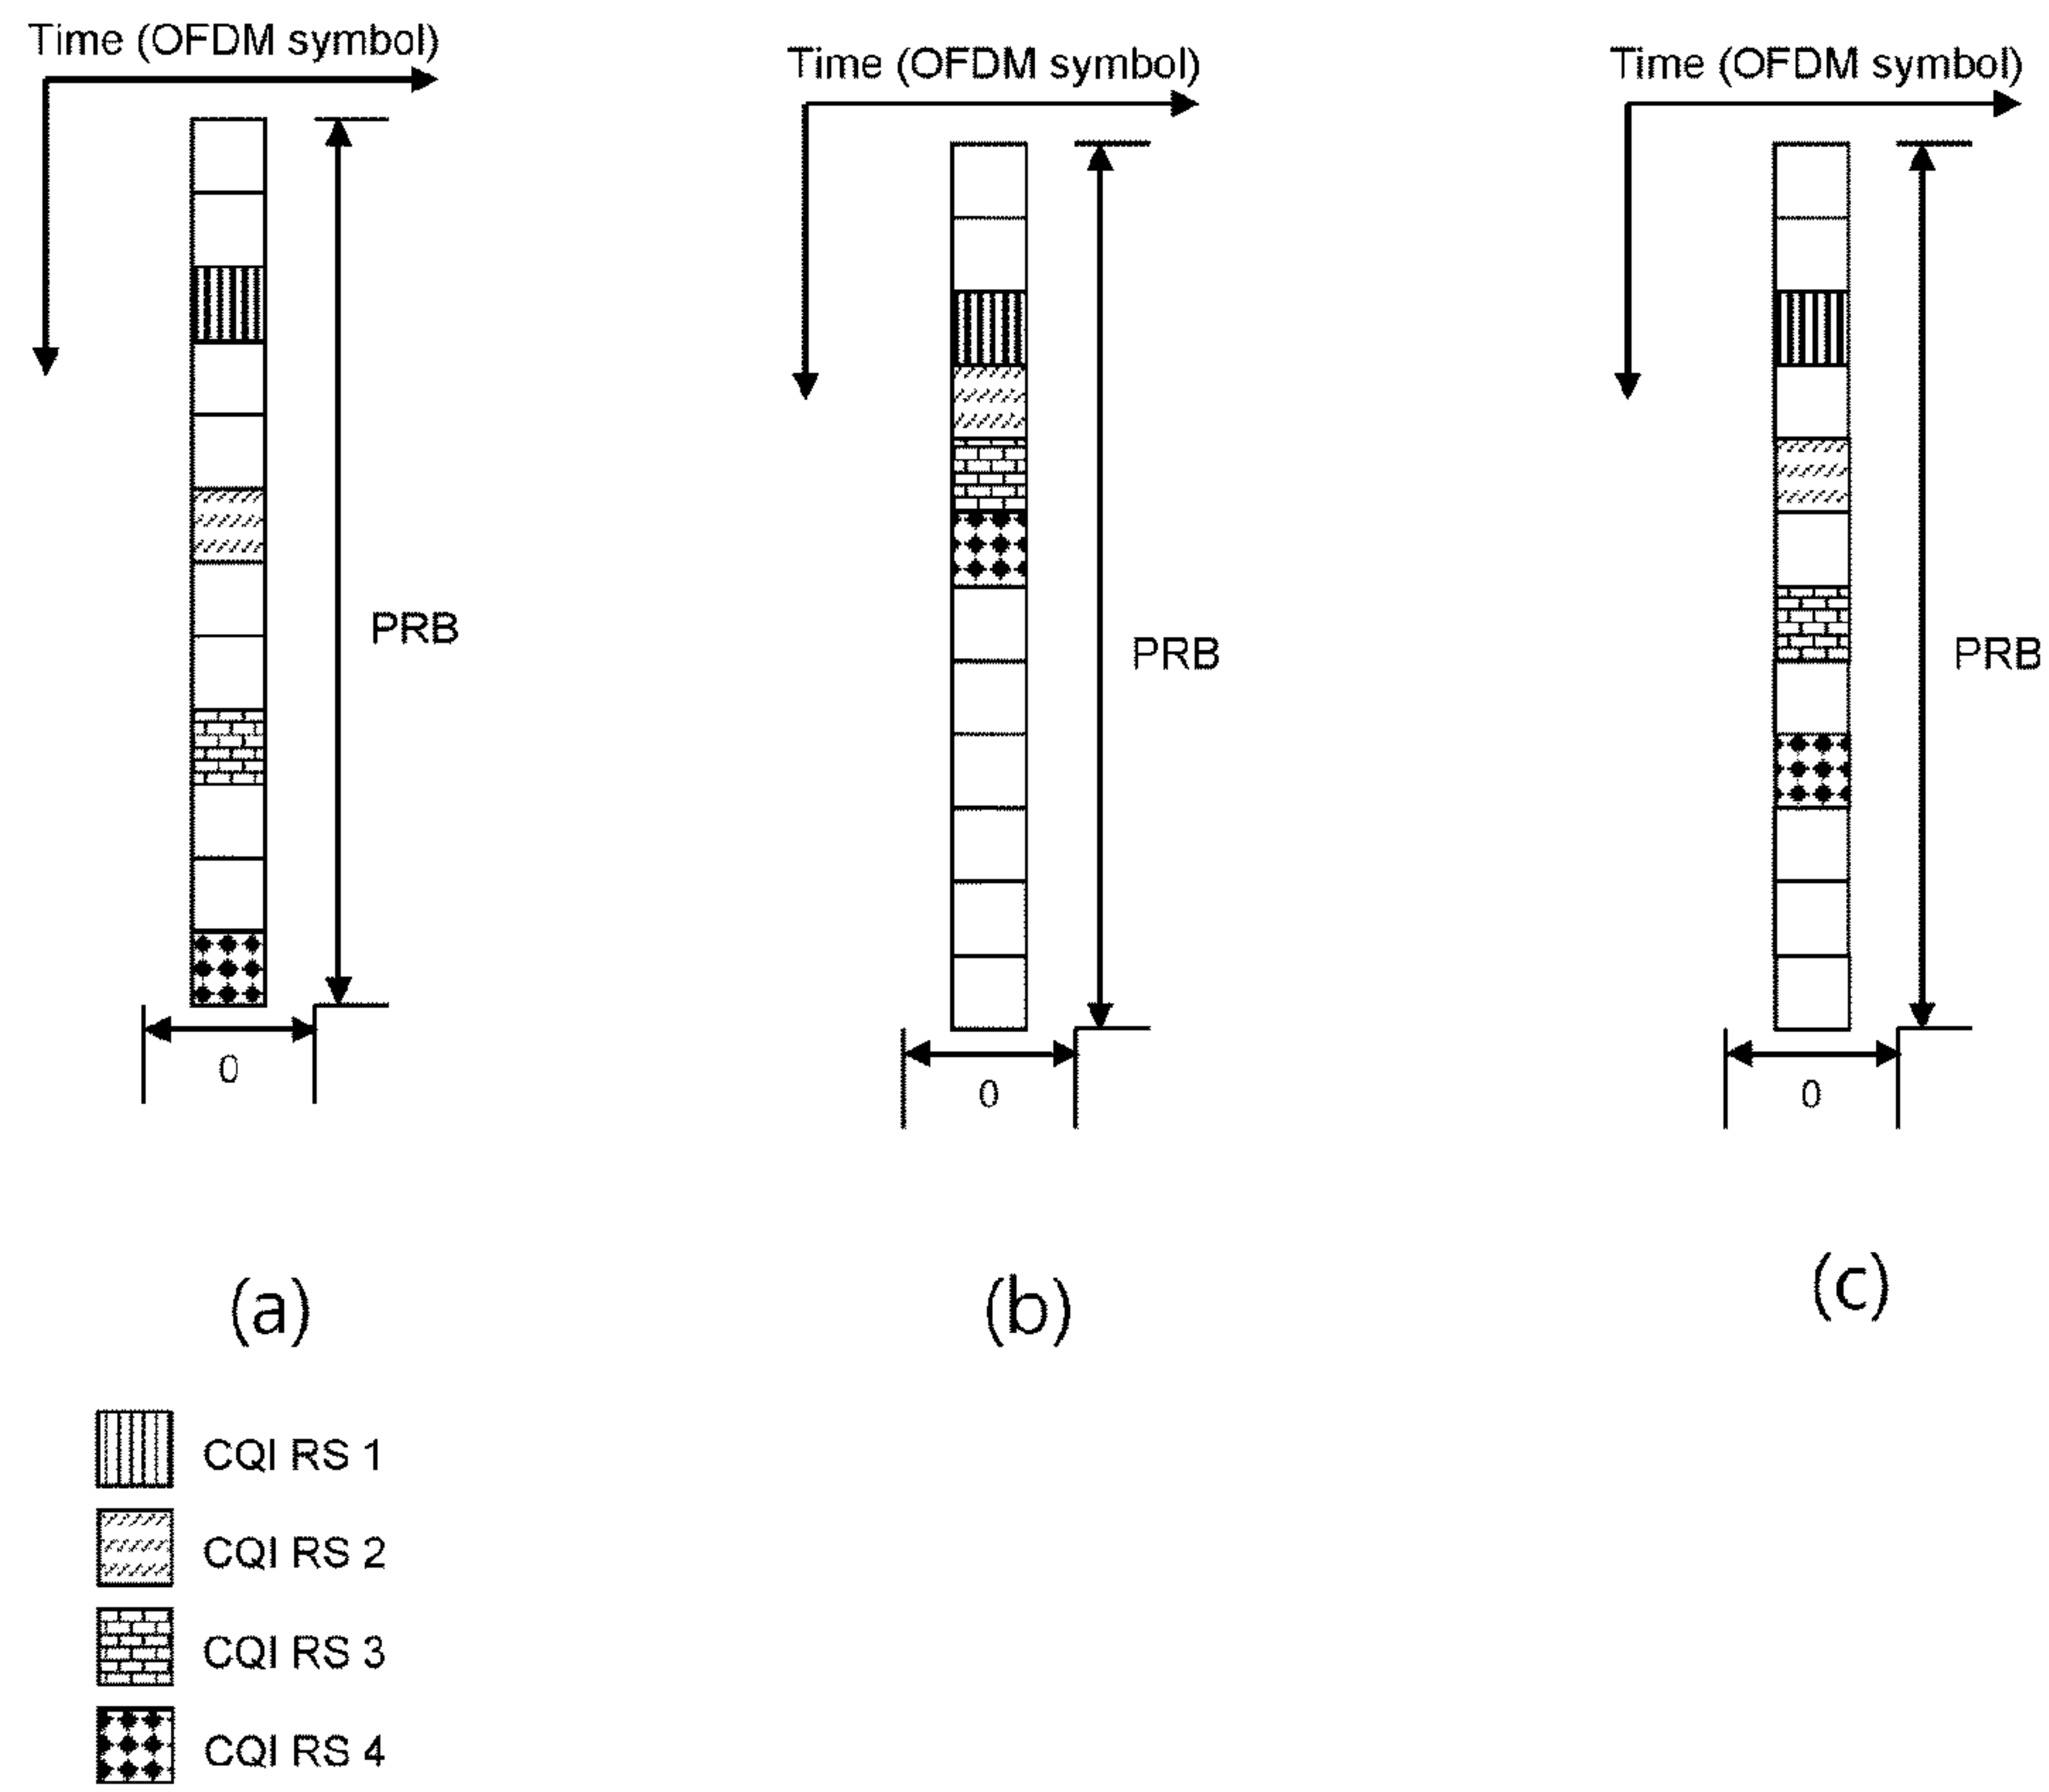 Time (OFDM symbol)
PRB
0
(a)
Time (OFDM symbol)
PRB
0
(b)
Time (OFDM symbol)
PRB
0
(c)
CQI RS 1
CQI RS 2
CQI RS 3
CQI RS 4